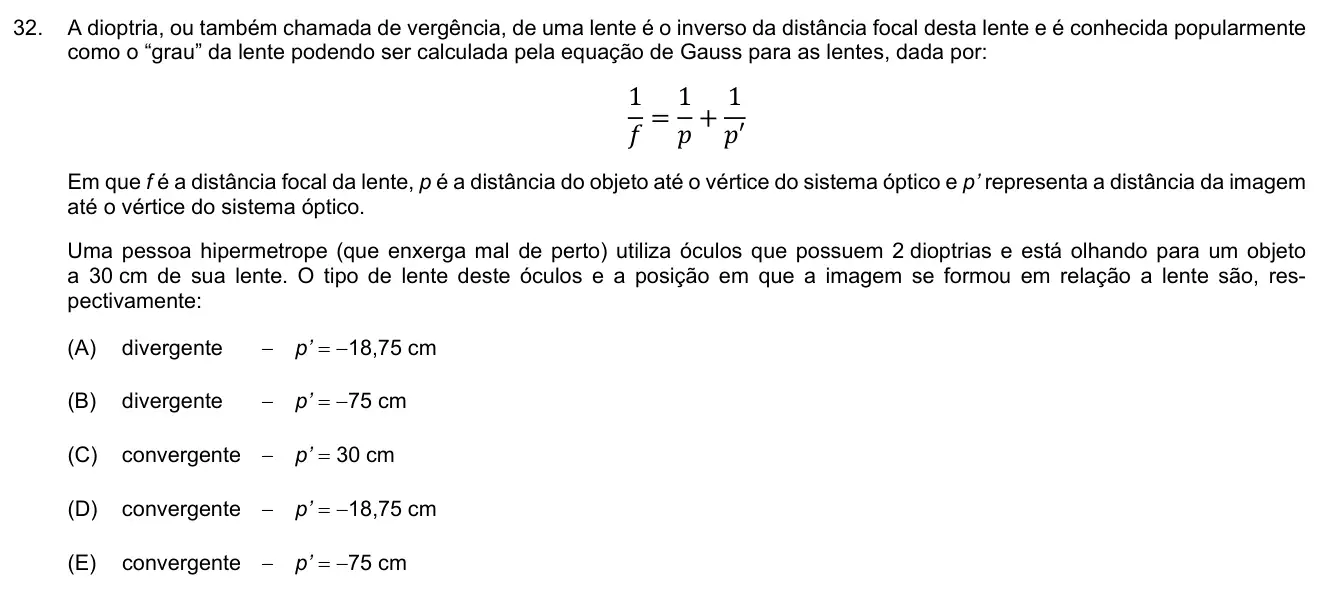 32. A dioptria, ou também chamada de vergência, de uma lente é o inverso da distância focal desta lente e é conhecida popularmente
como o “grau” da lente podendo ser calculada pela equação de Gauss para as lentes, dada por:
1/f = 1/p + 1/p′
Em que f é a distância focal da lente, p é a distância do objeto até o vértice do sistema óptico e p’ representa a distância da imagem
até o vértice do sistema óptico.
Uma pessoa hipermetrope (que enxerga mal de perto) utiliza óculos que possuem 2 dioptrias e está olhando para um objeto
a 30 cm de sua lente. O tipo de lente deste óculos e a posição em que a imagem se formou em relação a lente são, res-
pectivamente:
(A) divergente – p’ = –18,75 cm
(B) divergente – p’ = –75 cm
(C) convergente – p’ = 30 cm
(D) convergente – p’ = –18,75 cm
(E) convergente – p’ = –75 cm